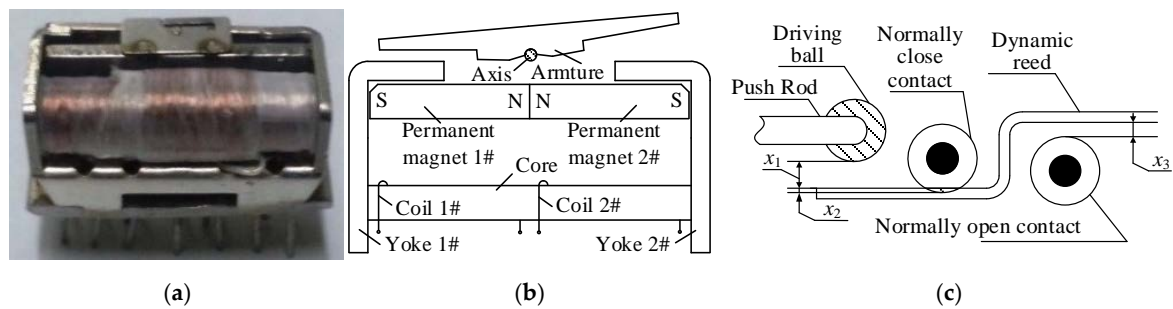 Axis
Armture
S
N
N
S
Permanent
magnet 1#
Permanent
magnet 2#
Core
Coil 1#
Coil 2#
Yoke 1#
Yoke 2#
Driving
ball
Push Rod
Normally
close
contact
Dynamic
reed
x1
x2
x3
Normally open contact
(a)
(b)
(c)